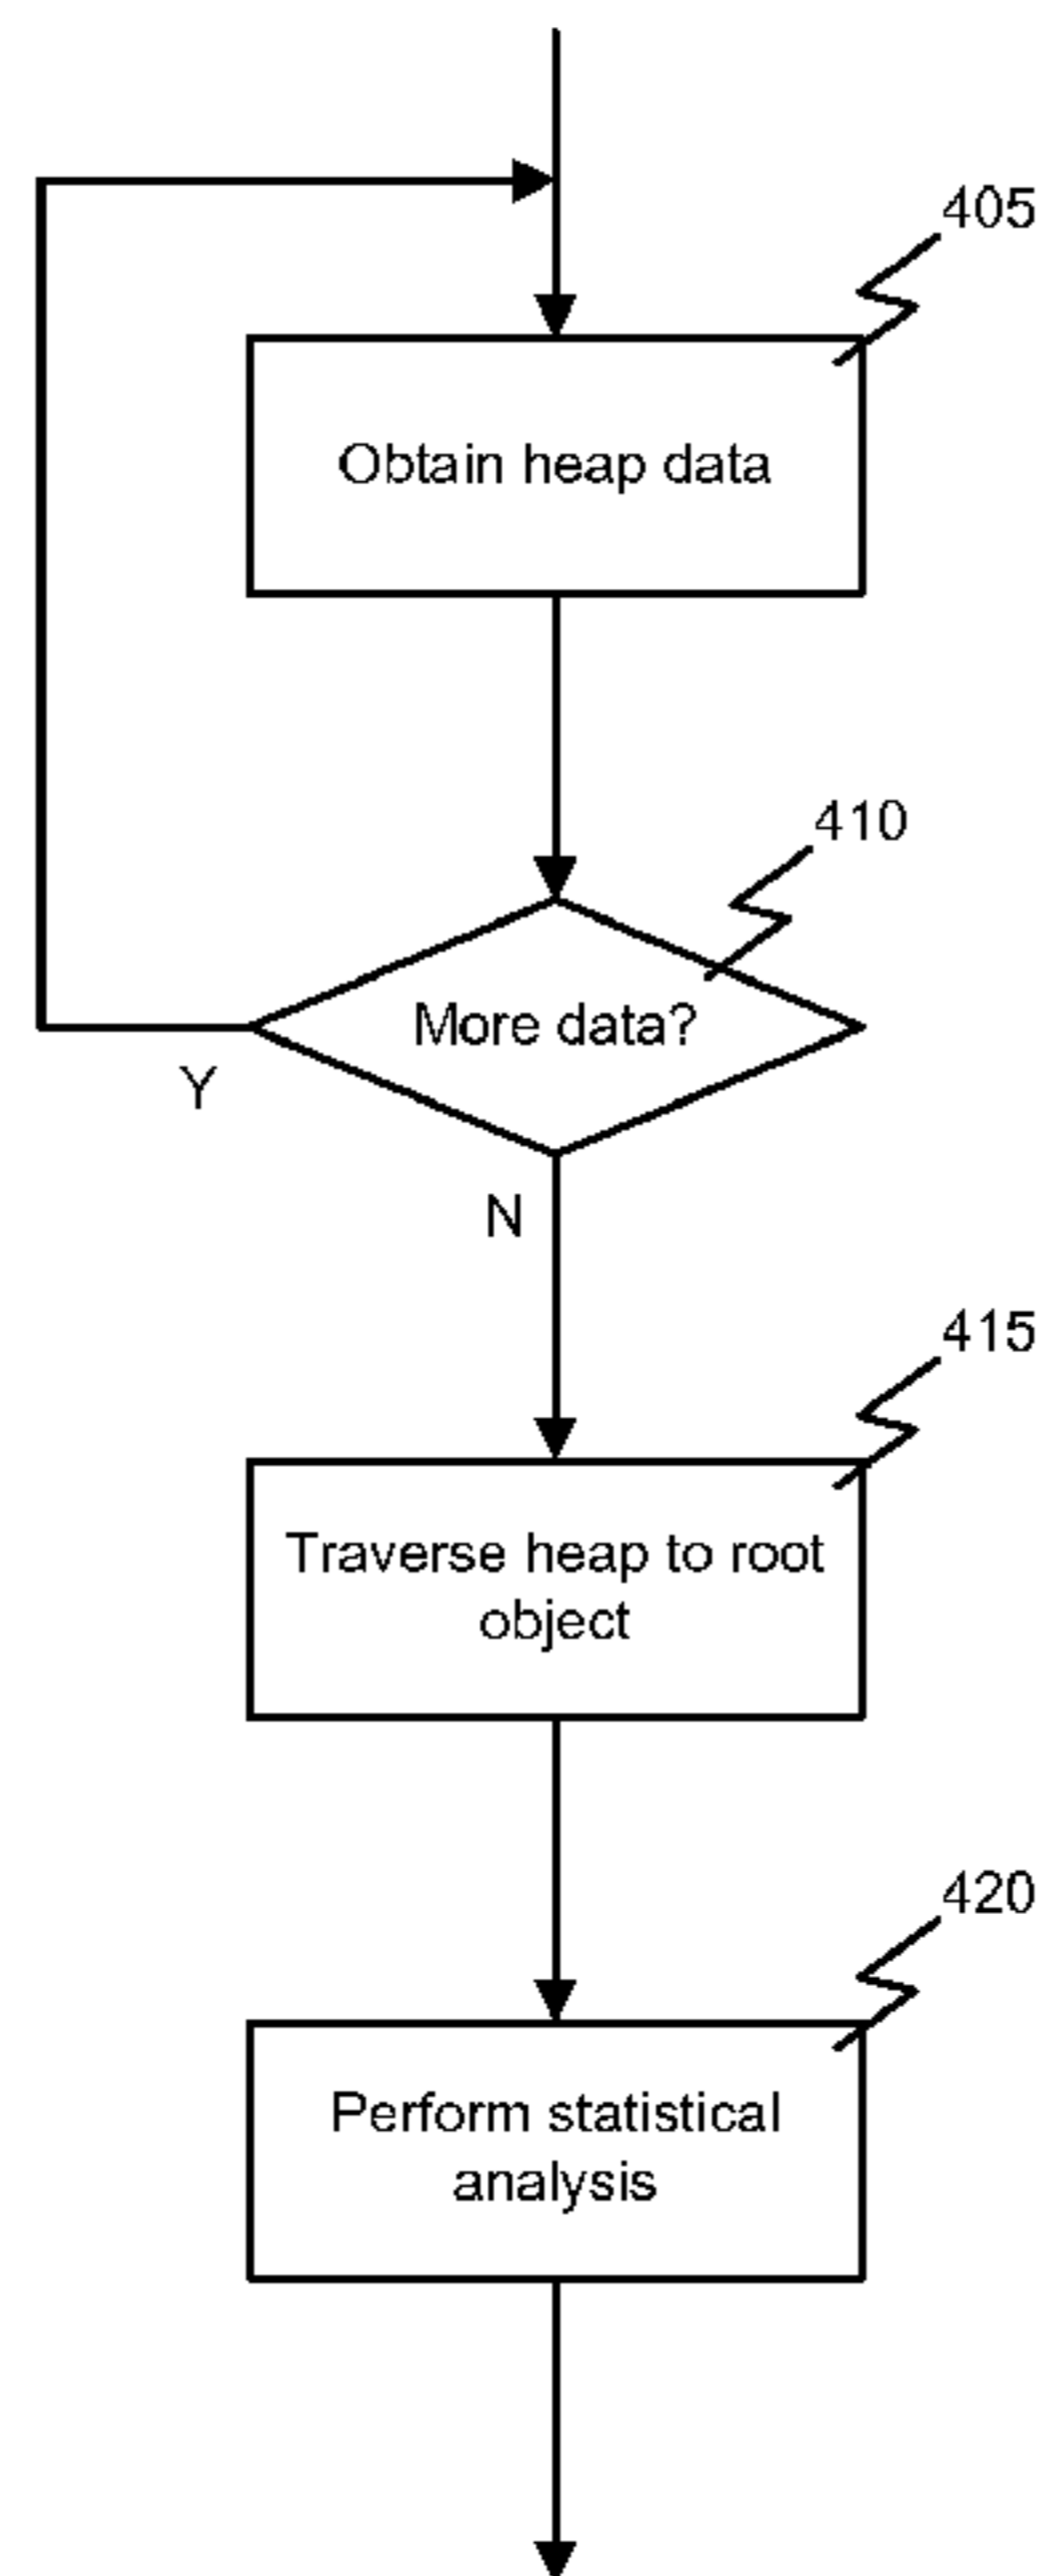 405
Obtain heap data
410
More data?
Y
N
415
Traverse heap to root
object
420
Perform statistical
analysis